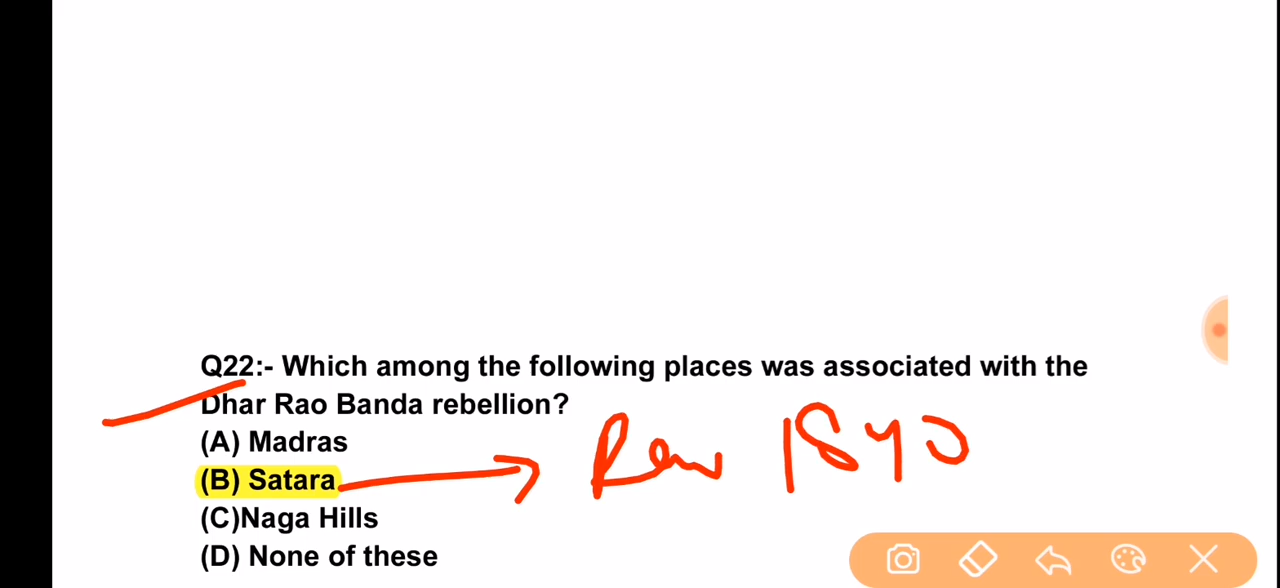 Q22:- Which among the following places was associated with the
Dhar Rao Banda rebellion?
(A) Madras
(B) Satara
(C)Naga Hills
(D) None of these
1840